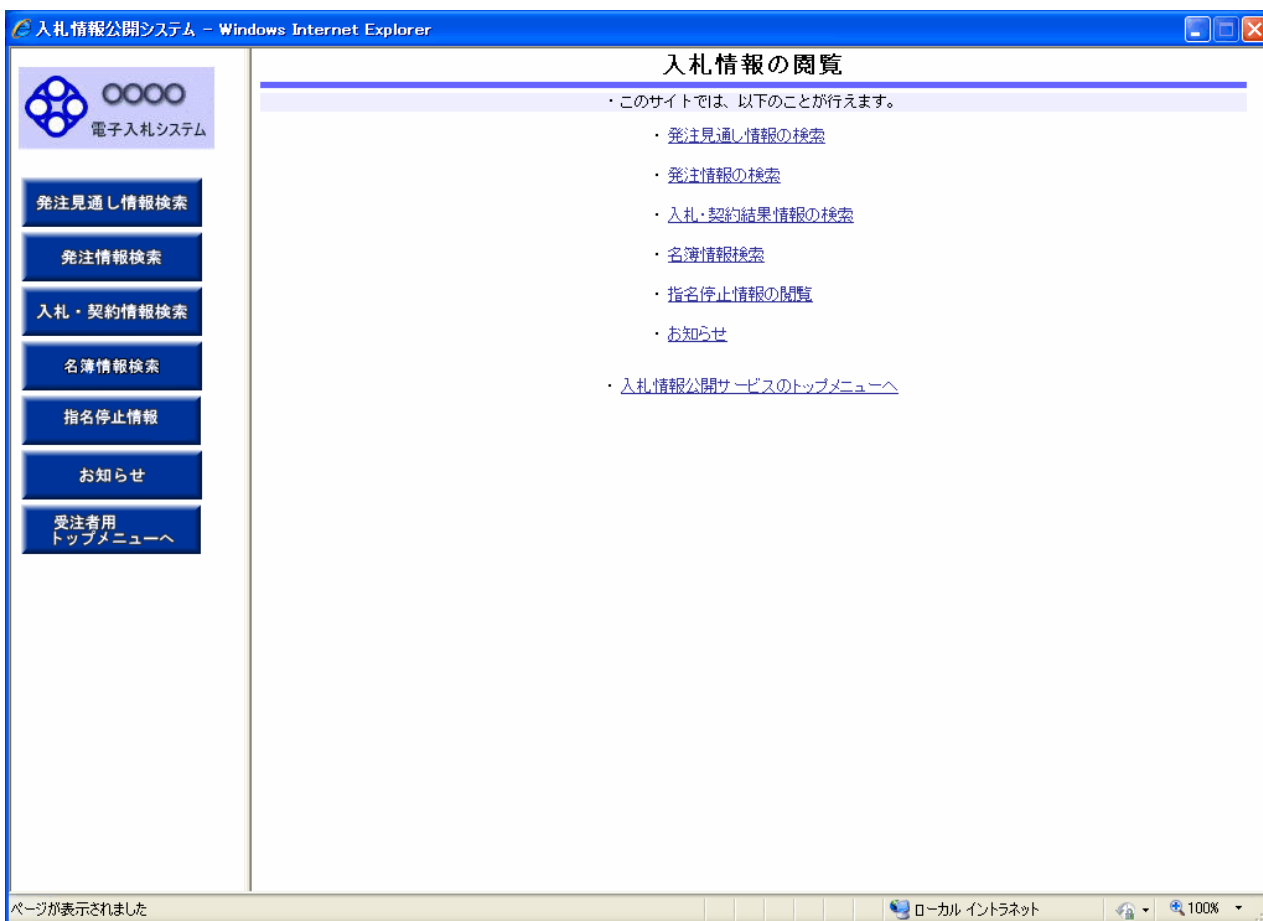 入札情報公開システム - Windows Internet Explorer
○○○○
電子入札システム
発注見通し情報検索
発注情報検索
入札・契約情報検索
名簿情報検索
指名停止情報
お知らせ
受注者用
トップメニューへ
入札情報の閲覧
・このサイトでは、以下のことが行えます。
・発注見通し情報の検索
・発注情報の検索
・入札・契約結果情報の検索
・名簿情報検索
・指名停止情報の閲覧
・お知らせ
・入札情報公開サービスのトップメニューへ
ページが表示されました
ローカル イントラネット
100%